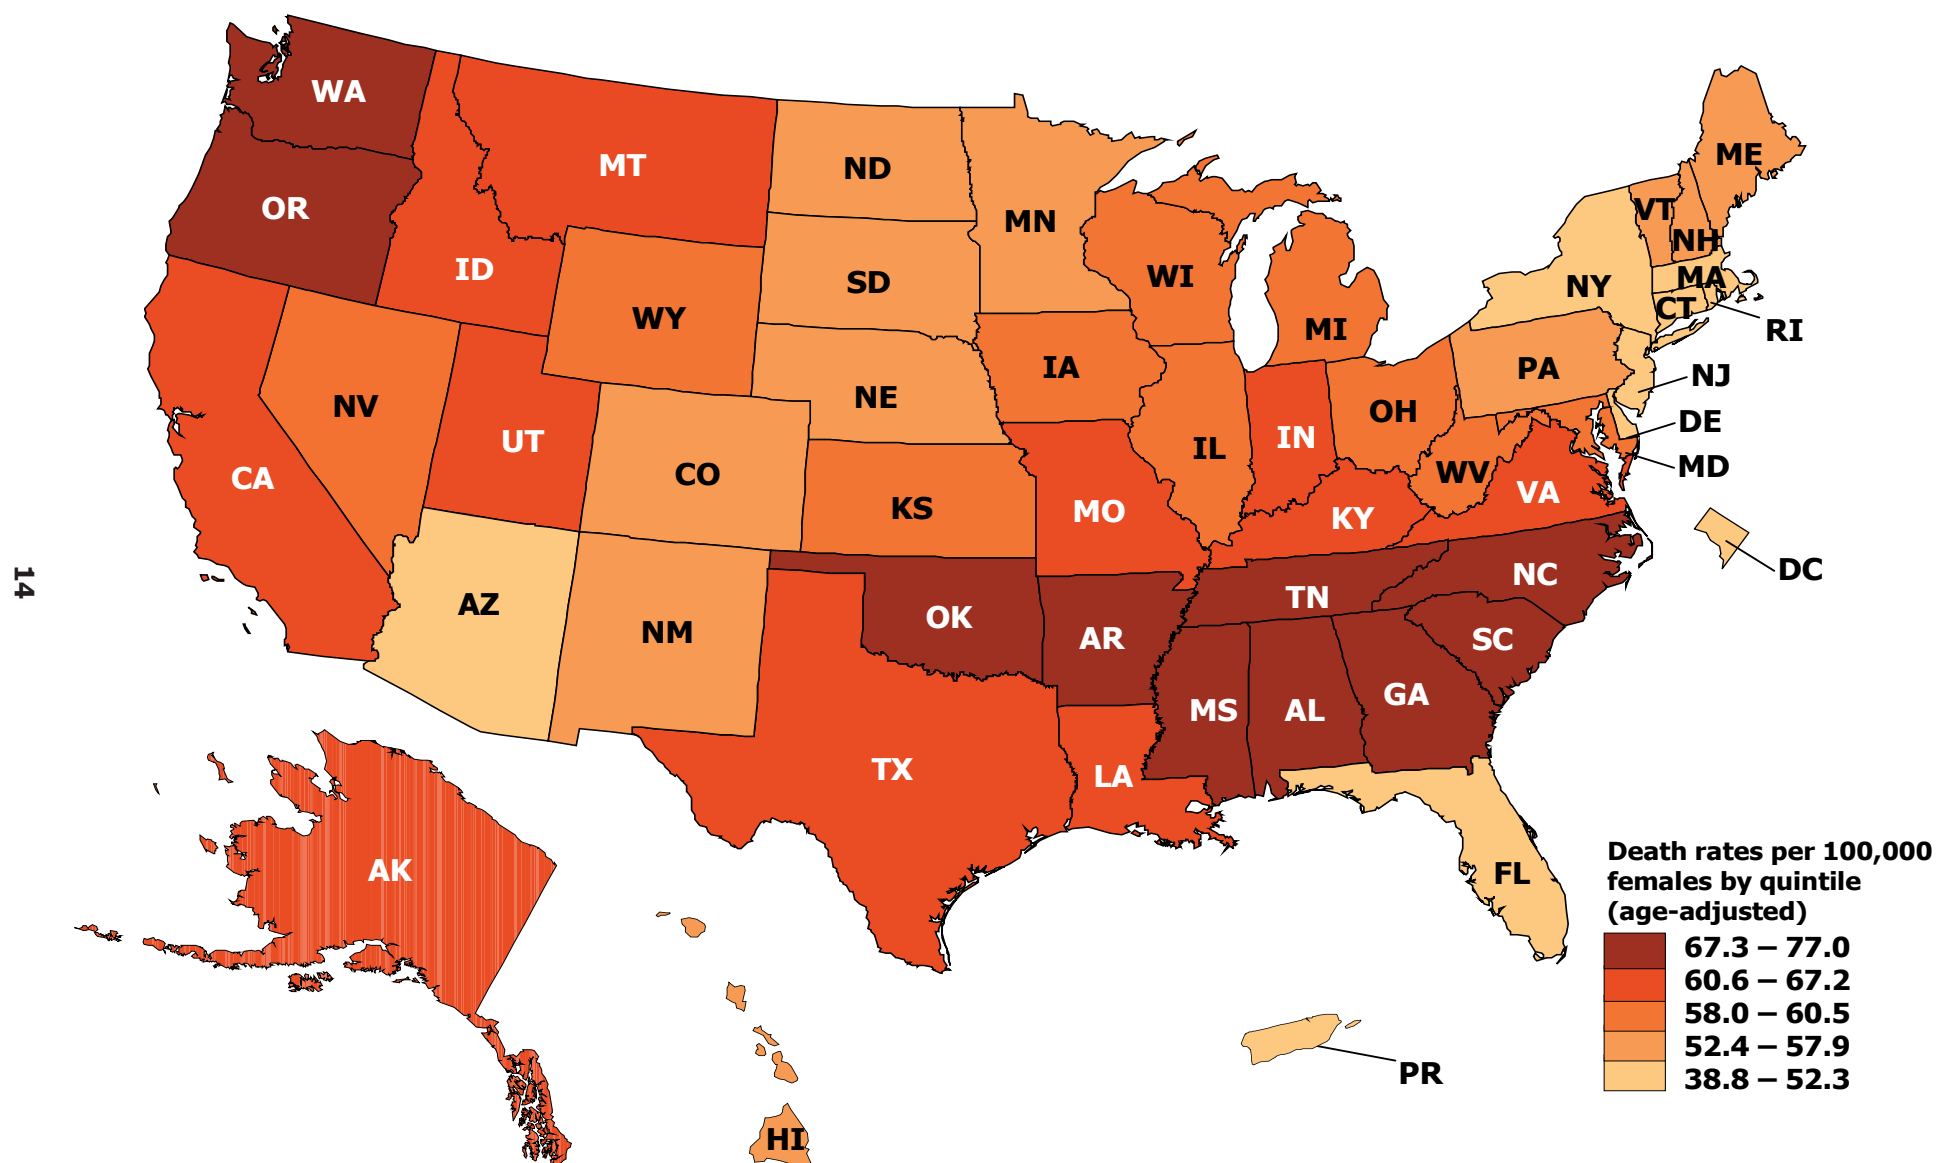 WA
MT
ND
ME
OR
MN
VT
NH
ID
WI
MA
SD
NY
CT
WY
MI
RI
IA
PA
NJ
NE
NV
OH
DE
UT
IN
IL
MD
CO
WV
CA
VA
KS
MO
KY
DC
NC
14
TN
AZ
OK
NM
AR
SC
GA
MS
AL
TX
LA
AK
FL
Death rates per 100,000
females by quintile
(age-adjusted)
67.3 – 77.0
60.6 – 67.2
58.0 – 60.5
52.4 – 57.9
38.8 – 52.3
PR
HI